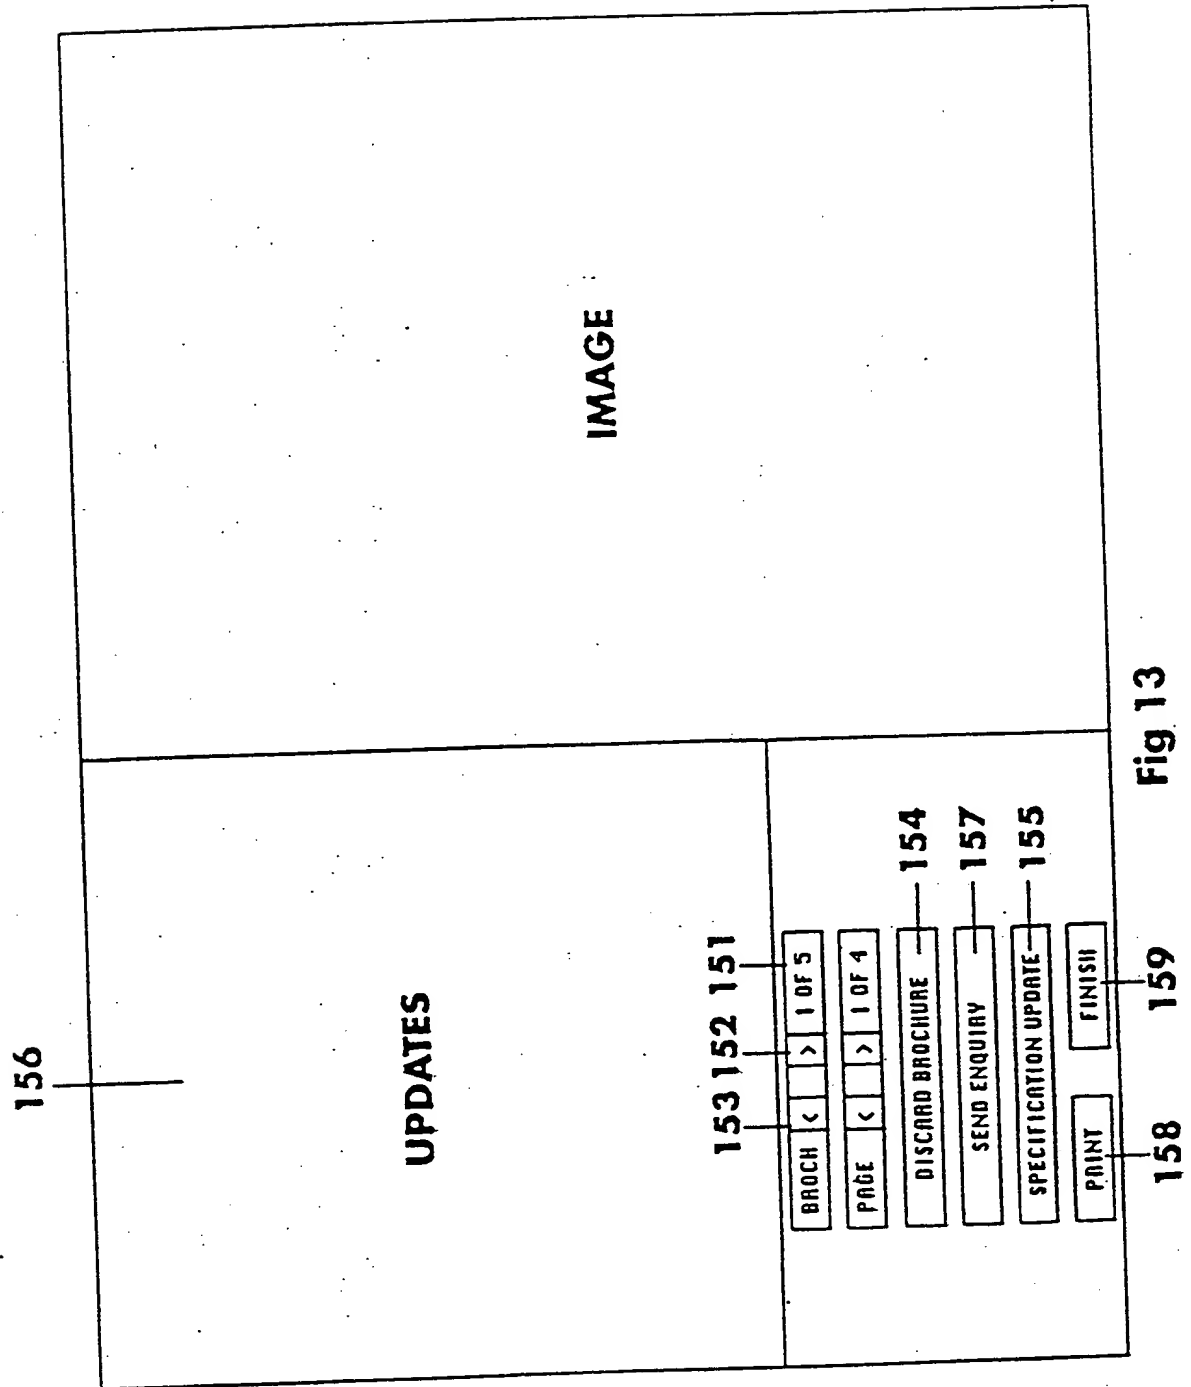 156
UPDATES
IMAGE
153 152 151
BROCH < > 1 OF 5
PAGE < > 1 OF 4
DISCARD BROCHURE 154
SEND ENQUIRY 157
SPECIFICATION UPDATE 155
PRINT FINISH
158 159
Fig 13